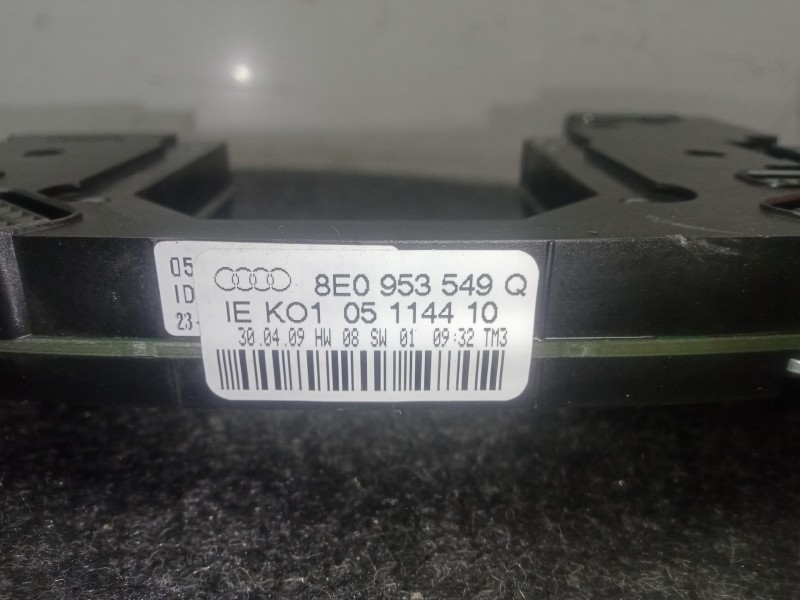 05
ID
23
8E0 953 549 Q
IE KO1 05 1144 10
30.04.09 HW 08 SW 01 09:32 TM3